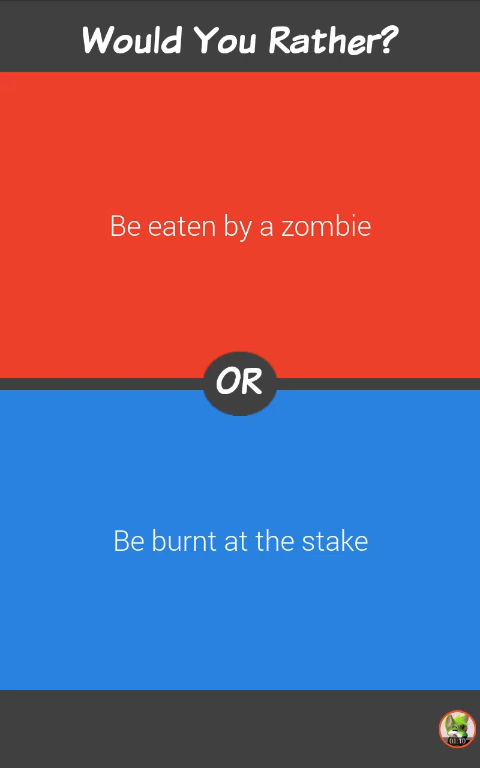 Would You Rather?
Be eaten by a zombie
OR
Be burnt at the stake